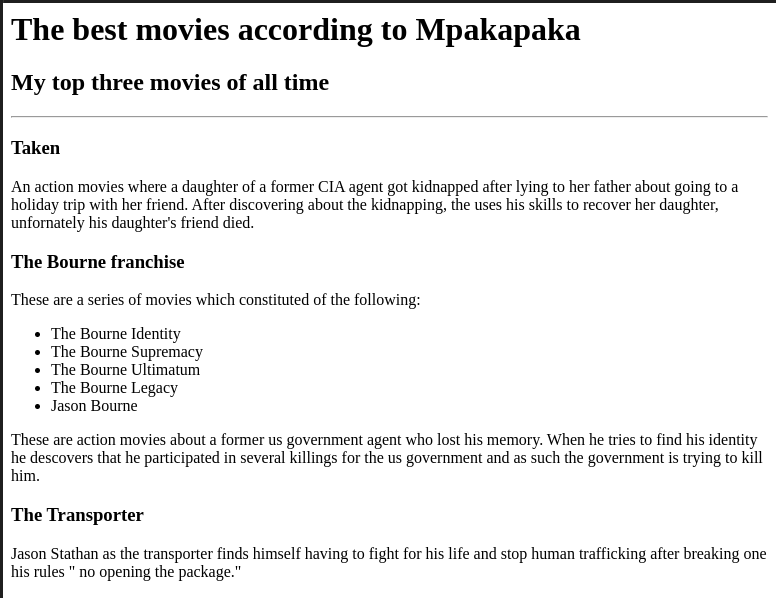 The best movies according to Mpakapaka
My top three movies of all time
Taken
An action movies where a daughter of a former CIA agent got kidnapped after lying to her father about going to a
holiday trip with her friend. After discovering about the kidnapping, the uses his skills to recover her daughter,
unfornately his daughter's friend died.
The Bourne franchise
These are a series of movies which constituted of the following:
• The Bourne Identity
• The Bourne Supremacy
• The Bourne Ultimatum
• The Bourne Legacy
• Jason Bourne
These are action movies about a former us government agent who lost his memory. When he tries to find his identity
he descovers that he participated in several killings for the us government and as such the government is trying to kill
him.
The Transporter
Jason Stathan as the transporter finds himself having to fight for his life and stop human trafficking after breaking one
his rules " no opening the package."